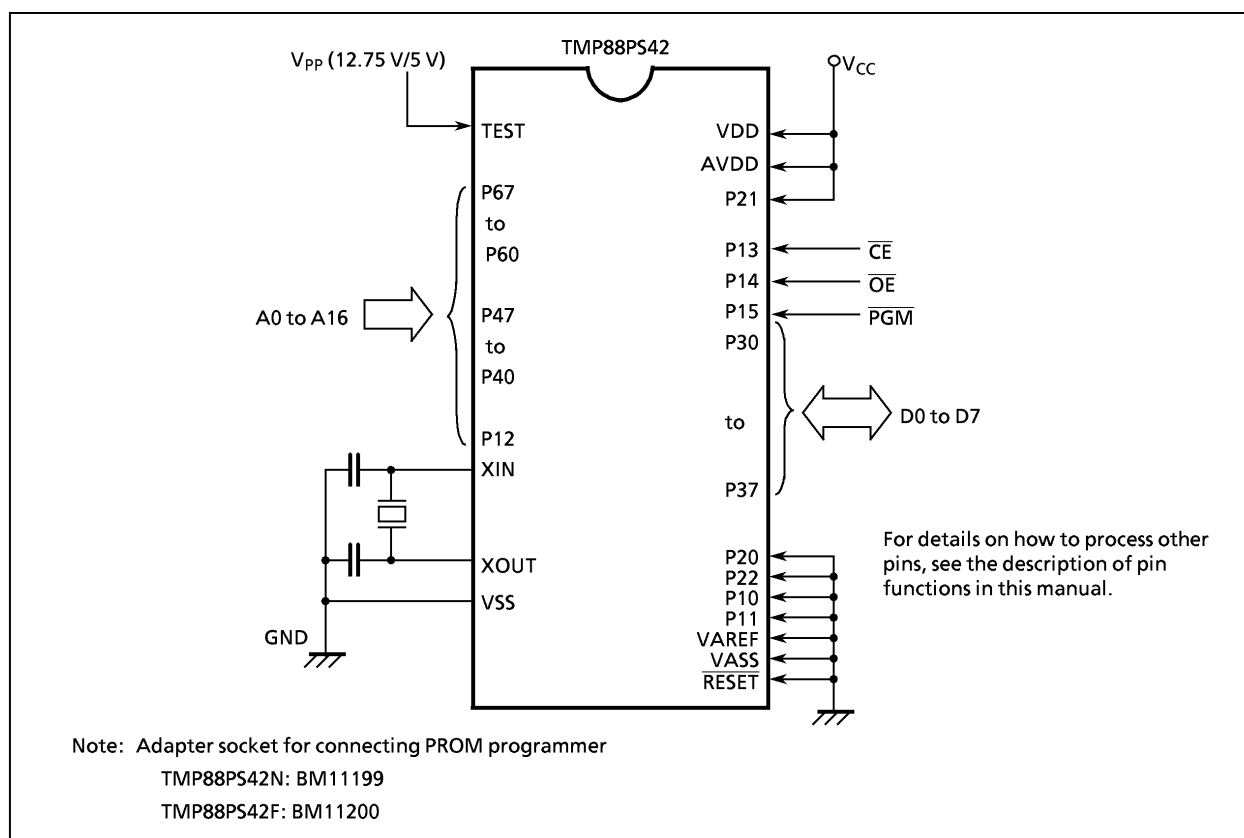 TMP88PS42
VPP (12.75 V/5 V)
VCC
TEST
VDD
AVDD
P21
P67
to
P60
P47
to
P40
P12
A0 to A16
P13
P14
P15
CE
OE
PGM
P30
to
P37
D0 to D7
XIN
XOUT
VSS
GND
P20
P22
P10
P11
VAREF
VASS
RESET
For details on how to process other
pins, see the description of pin
functions in this manual.
Note: Adapter socket for connecting PROM programmer
TMP88PS42N: BM11199
TMP88PS42F: BM11200